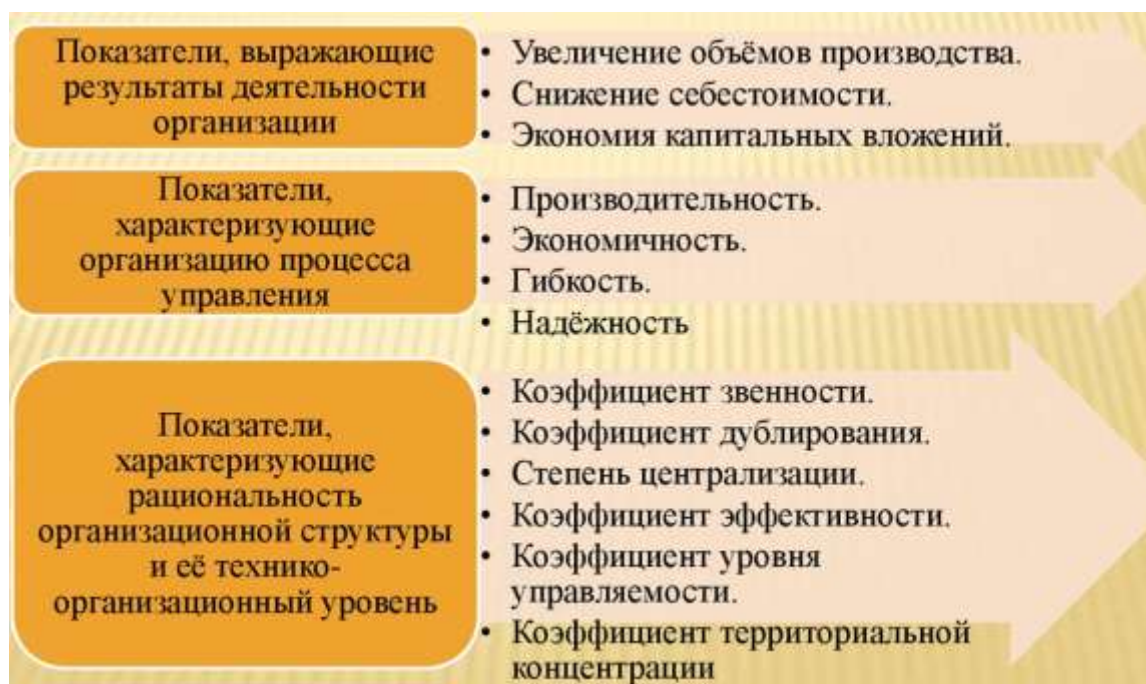 Показатели, выражающие
результаты деятельности
организации
• Увеличение объёмов производства.
• Снижение себестоимости.
• Экономия капитальных вложений.
Показатели,
характеризующие
организацию процесса
управления
• Производительность.
• Экономичность.
• Гибкость.
• Надёжность
Показатели,
характеризующие
рациональность
организационной структуры
и её технико-
организационный уровень
• Коэффициент звенности.
• Коэффициент дублирования.
• Степень централизации.
• Коэффициент эффективности.
• Коэффициент уровня
управляемости.
• Коэффициент территориальной
концентрации